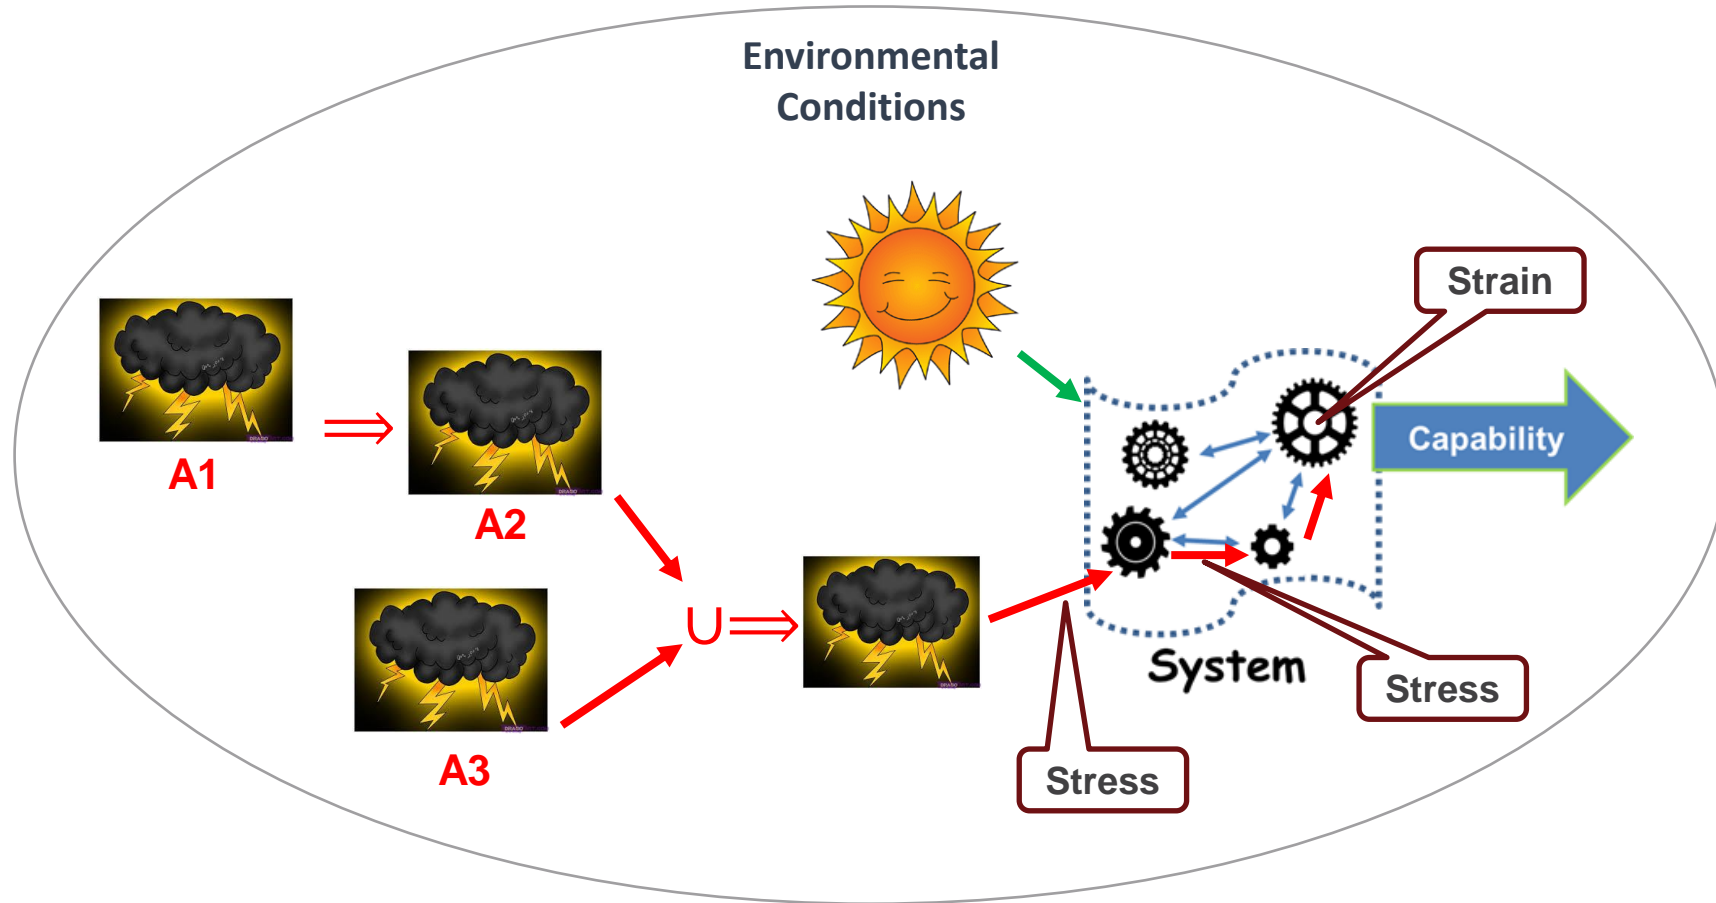 Environmental
Conditions
Strain
A1
Capability
A2
∪
System
Stress
A3
Stress